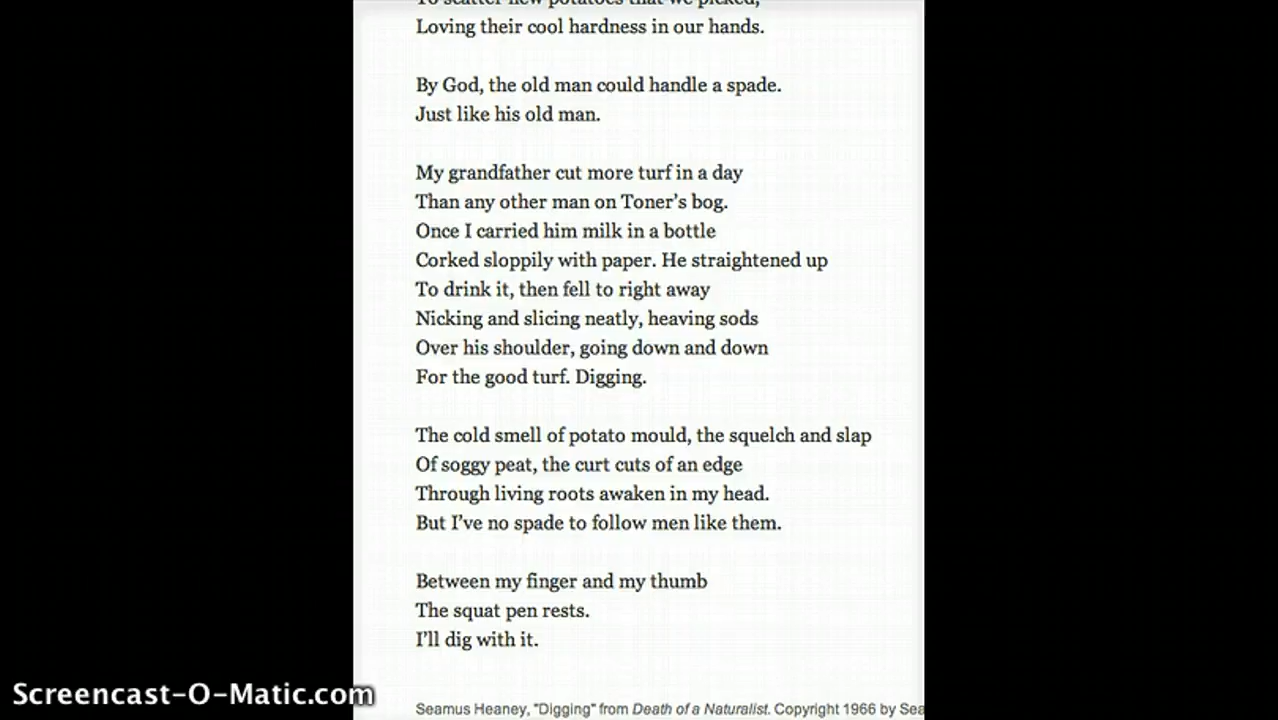 To scatter new potatoes that we picked,
Loving their cool hardness in our hands.
By God, the old man could handle a spade.
Just like his old man.
My grandfather cut more turf in a day
Than any other man on Toner’s bog.
Once I carried him milk in a bottle
Corked sloppily with paper. He straightened up
To drink it, then fell to right away
Nicking and slicing neatly, heaving sods
Over his shoulder, going down and down
For the good turf. Digging.
The cold smell of potato mould, the squelch and slap
Of soggy peat, the curt cuts of an edge
Through living roots awaken in my head.
But I’ve no spade to follow men like them.
Between my finger and my thumb
The squat pen rests.
I’ll dig with it.
Seamus Heaney, "Digging" from Death of a Naturalist. Copyright 1966 by Sea
Screencast-O-Matic.com